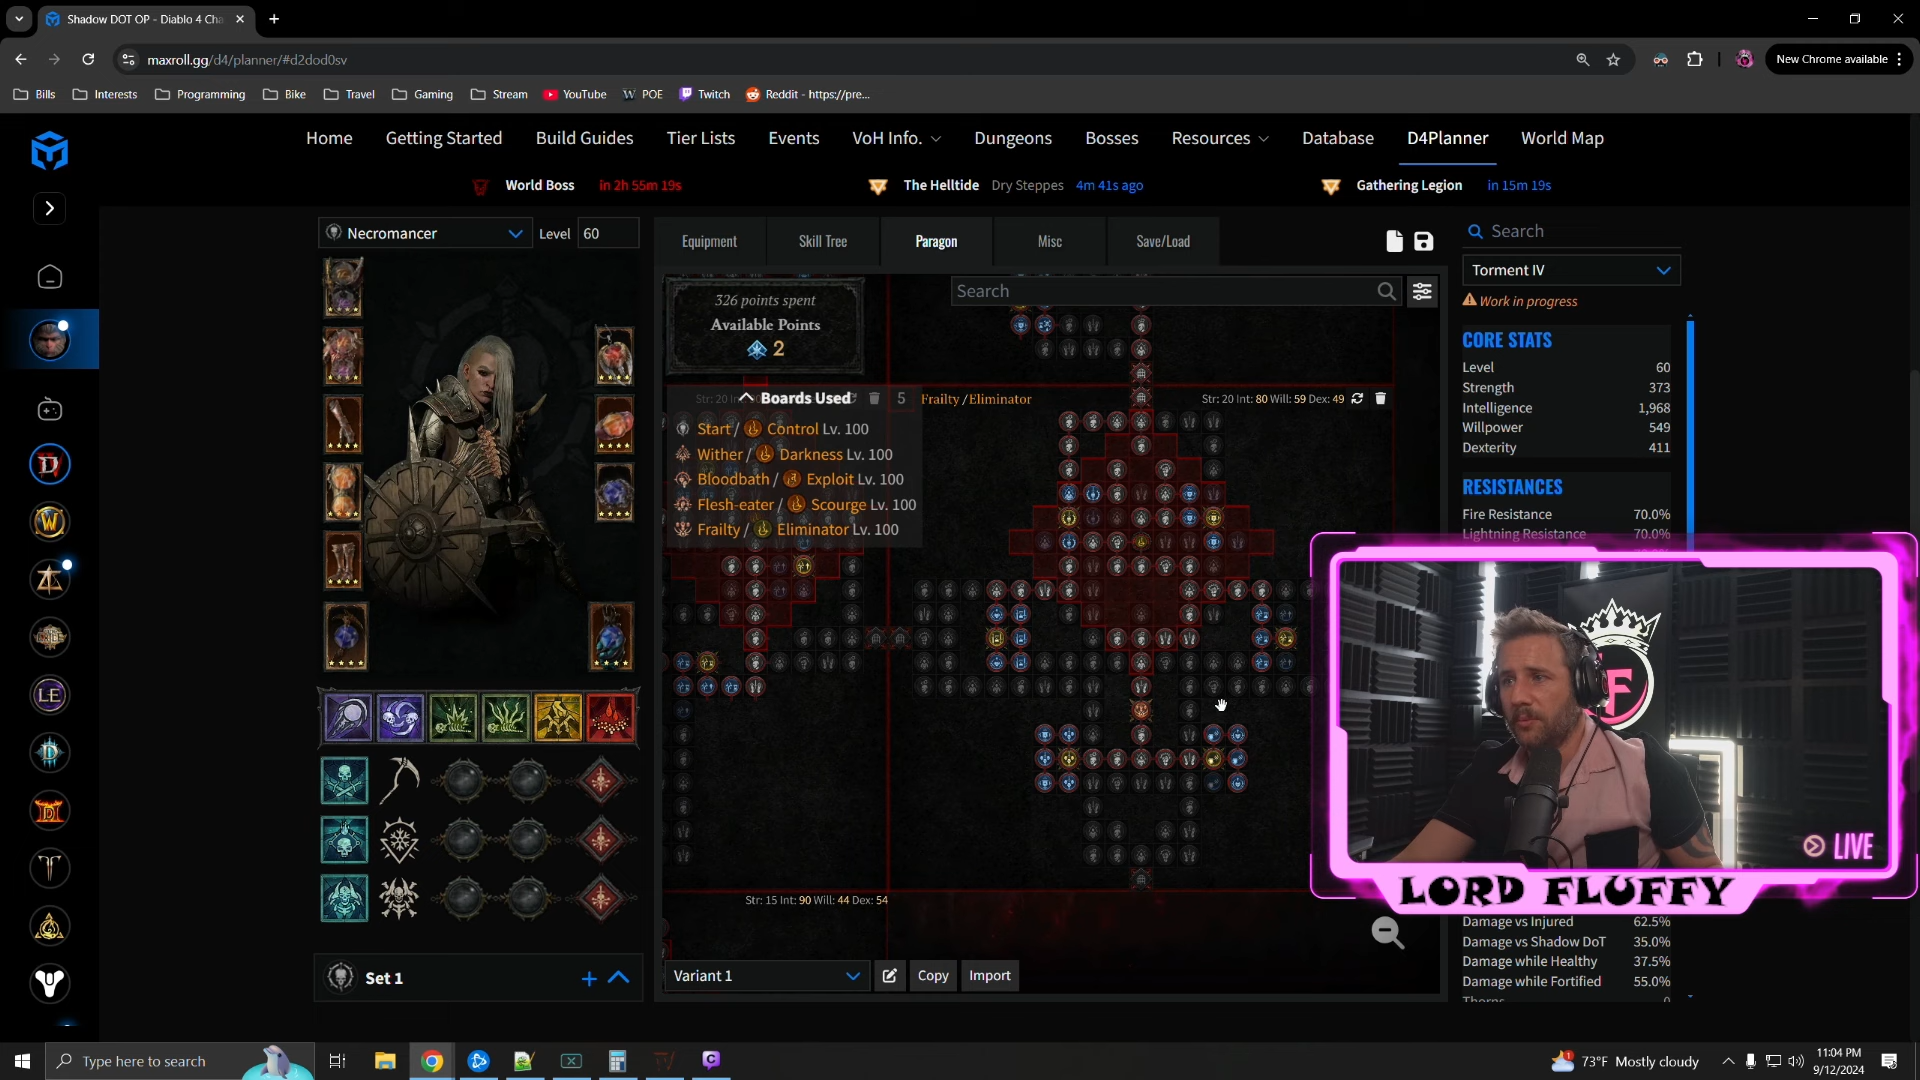 Shadow DOT OP - Diablo 4 Cha
maxroll.gg/d4/planner/#d2dod0sv
New Chrome available
Bills Interests Programming Bike Travel Gaming Stream YouTube POE Twitch Reddit - https://pre...
Home Getting Started Build Guides Tier Lists Events VoH Info. Dungeons Bosses Resources Database D4Planner World Map
World Boss in 2h 55m 19s The Helltide Dry Steppes 4m 41s ago Gathering Legion in 15m 19s
Necromancer Level 60
Equipment Skill Tree Paragon Misc Save/Load
Search
Torment IV
Work in progress
326 points spent
Available Points
2
Search
Boards Used
5 Frailty / Eliminator
Str: 20 Int: 80 Will: 59 Dex: 49
Start / Control Lv. 100
Wither / Darkness Lv. 100
Bloodbath / Exploit Lv. 100
Flesh-eater / Scourge Lv. 100
Frailty / Eliminator Lv. 100
CORE STATS
Level 60
Strength 373
Intelligence 1,968
Willpower 549
Dexterity 411
RESISTANCES
Fire Resistance 70.0%
Lightning Resistance 70.0%
LIVE
LORD FLUFFY
Str: 15 Int: 90 Will: 44 Dex: 54
Damage vs Injured 62.5%
Damage vs Shadow DoT 35.0%
Damage while Healthy 37.5%
Damage while Fortified 55.0%
Thorns
Set 1
Variant 1 Copy Import
Type here to search
73°F Mostly cloudy
11:04 PM
9/12/2024